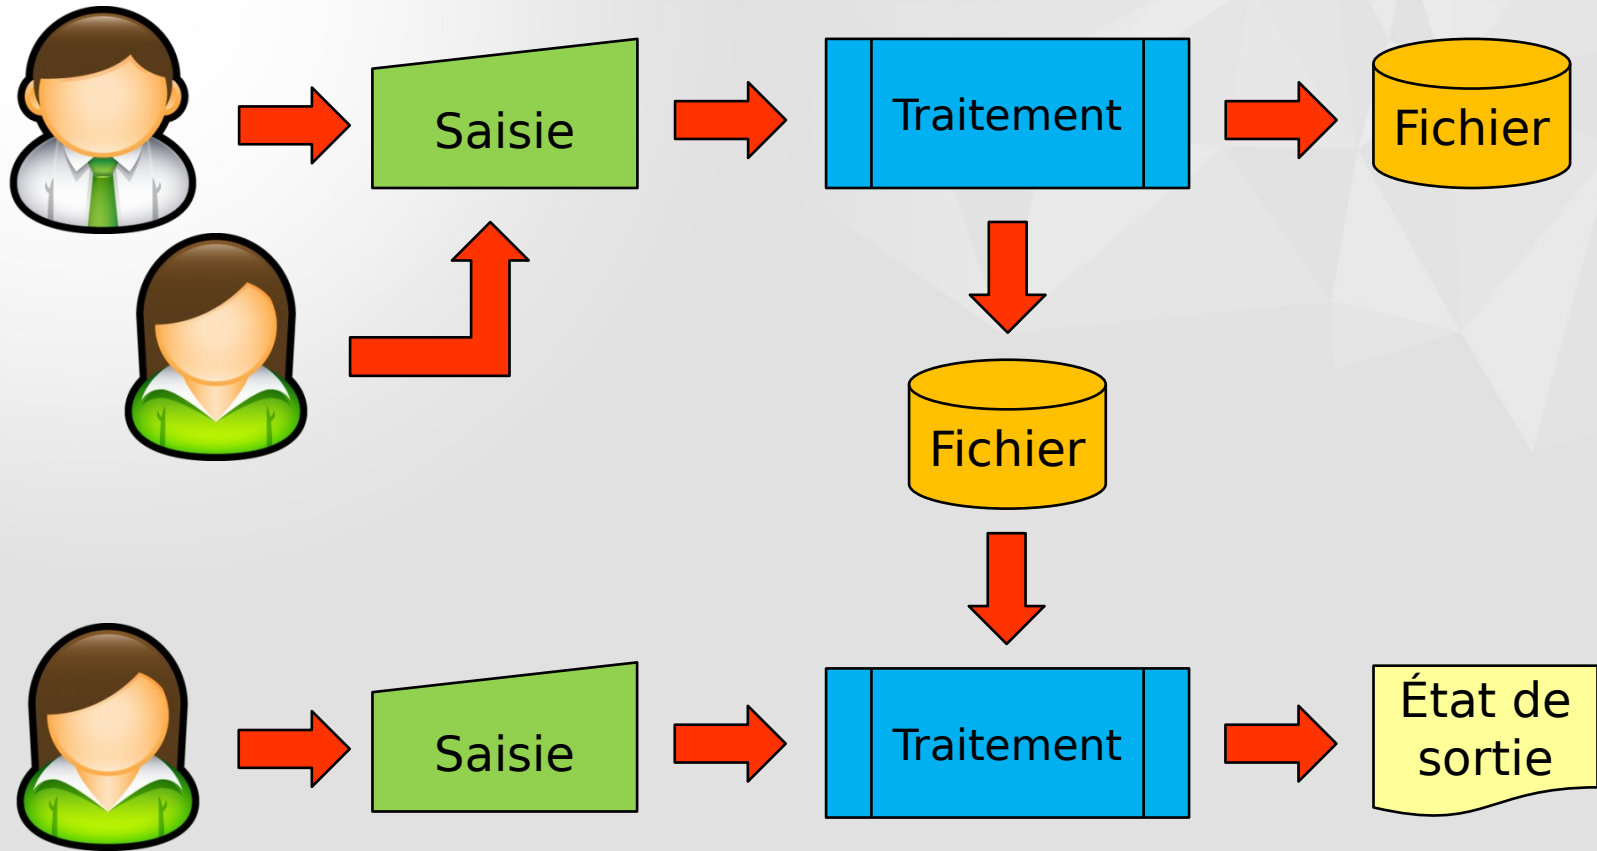 Saisie
Traitement
Fichier
Fichier
Saisie
Traitement
État de
sortie